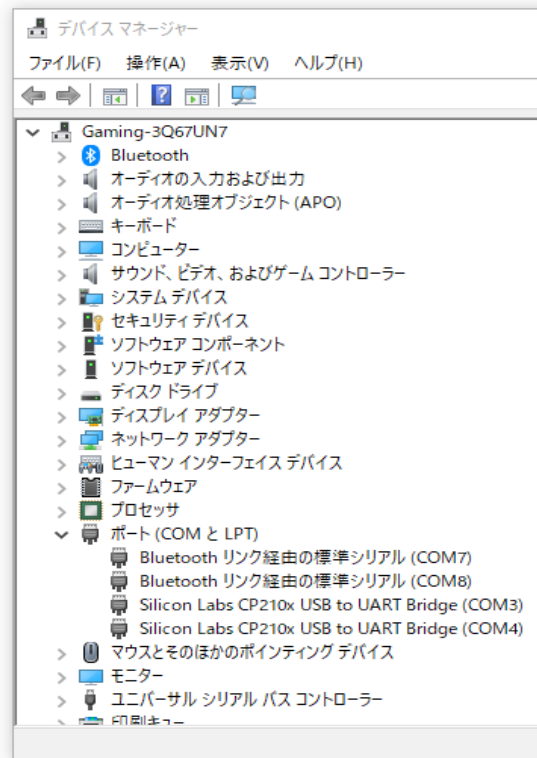 デバイス マネージャー
ファイル(F) 操作(A) 表示(V) ヘルプ(H)
Gaming-3Q67UN7
Bluetooth
オーディオの入力および出力
オーディオ処理オブジェクト (APO)
キーボード
コンピューター
サウンド、ビデオ、およびゲーム コントローラー
システム デバイス
セキュリティ デバイス
ソフトウェア コンポーネント
ソフトウェア デバイス
ディスク ドライブ
ディスプレイ アダプター
ネットワーク アダプター
ヒューマン インターフェイス デバイス
ファームウェア
プロセッサ
ポート (COM と LPT)
Bluetooth リンク経由の標準シリアル (COM7)
Bluetooth リンク経由の標準シリアル (COM8)
Silicon Labs CP210x USB to UART Bridge (COM3)
Silicon Labs CP210x USB to UART Bridge (COM4)
マウスとそのほかのポインティング デバイス
モニター
ユニバーサル シリアル バス コントローラー
印刷キュー